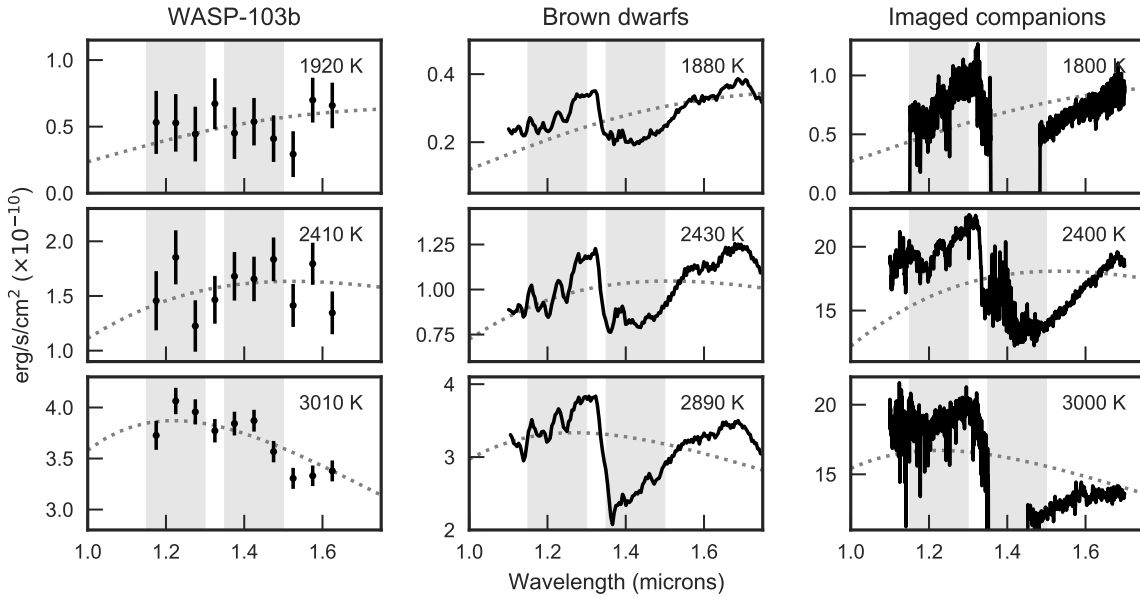 WASP-103b Brown dwarfs Imaged companions
1.0 1920 K 0.4 1880 K 1.0 1800 K
0.5 0.2 0.5
0.0 0.0
2.0 2410 K 1.25 2430 K 20 2400 K
1.5 1.00 15
1.0 0.75
4.0 3010 K 4 2890 K 20 3000 K
3.5 3 15
3.0 2
erg/s/cm² (×10⁻¹⁰)
1.0 1.2 1.4 1.6 1.0 1.2 1.4 1.6 1.0 1.2 1.4 1.6
Wavelength (microns)